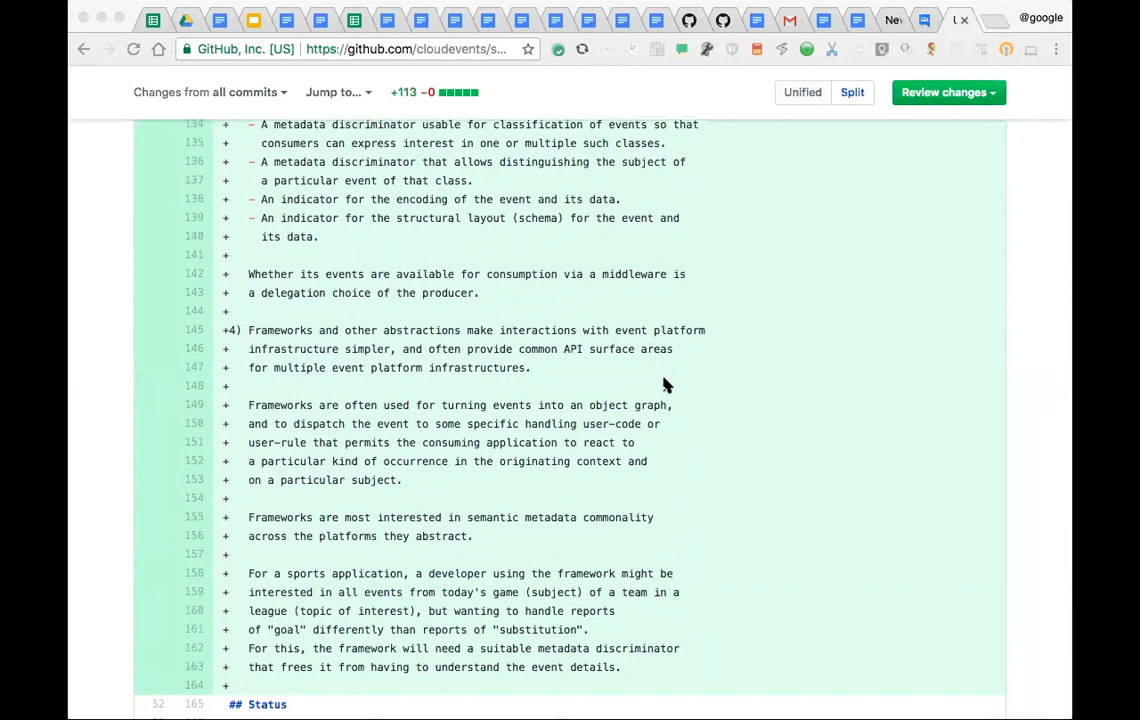 New
L
@google
GitHub, Inc. [US]
https://github.com/cloudevents/s...
Changes from all commits
Jump to...
+113 −0
Unified
Split
Review changes
134 + - A metadata discriminator usable for classification of events so that
135 + consumers can express interest in one or multiple such classes.
136 + - A metadata discriminator that allows distinguishing the subject of
137 + a particular event of that class.
138 + - An indicator for the encoding of the event and its data.
139 + - An indicator for the structural layout (schema) for the event and
140 + its data.
141 +
142 + Whether its events are available for consumption via a middleware is
143 + a delegation choice of the producer.
144 +
145 +4) Frameworks and other abstractions make interactions with event platform
146 + infrastructure simpler, and often provide common API surface areas
147 + for multiple event platform infrastructures.
148 +
149 + Frameworks are often used for turning events into an object graph,
150 + and to dispatch the event to some specific handling user-code or
151 + user-rule that permits the consuming application to react to
152 + a particular kind of occurrence in the originating context and
153 + on a particular subject.
154 +
155 + Frameworks are most interested in semantic metadata commonality
156 + across the platforms they abstract.
157 +
158 + For a sports application, a developer using the framework might be
159 + interested in all events from today's game (subject) of a team in a
160 + league (topic of interest), but wanting to handle reports
161 + of "goal" differently than reports of "substitution".
162 + For this, the framework will need a suitable metadata discriminator
163 + that frees it from having to understand the event details.
164 +
52 165 ## Status